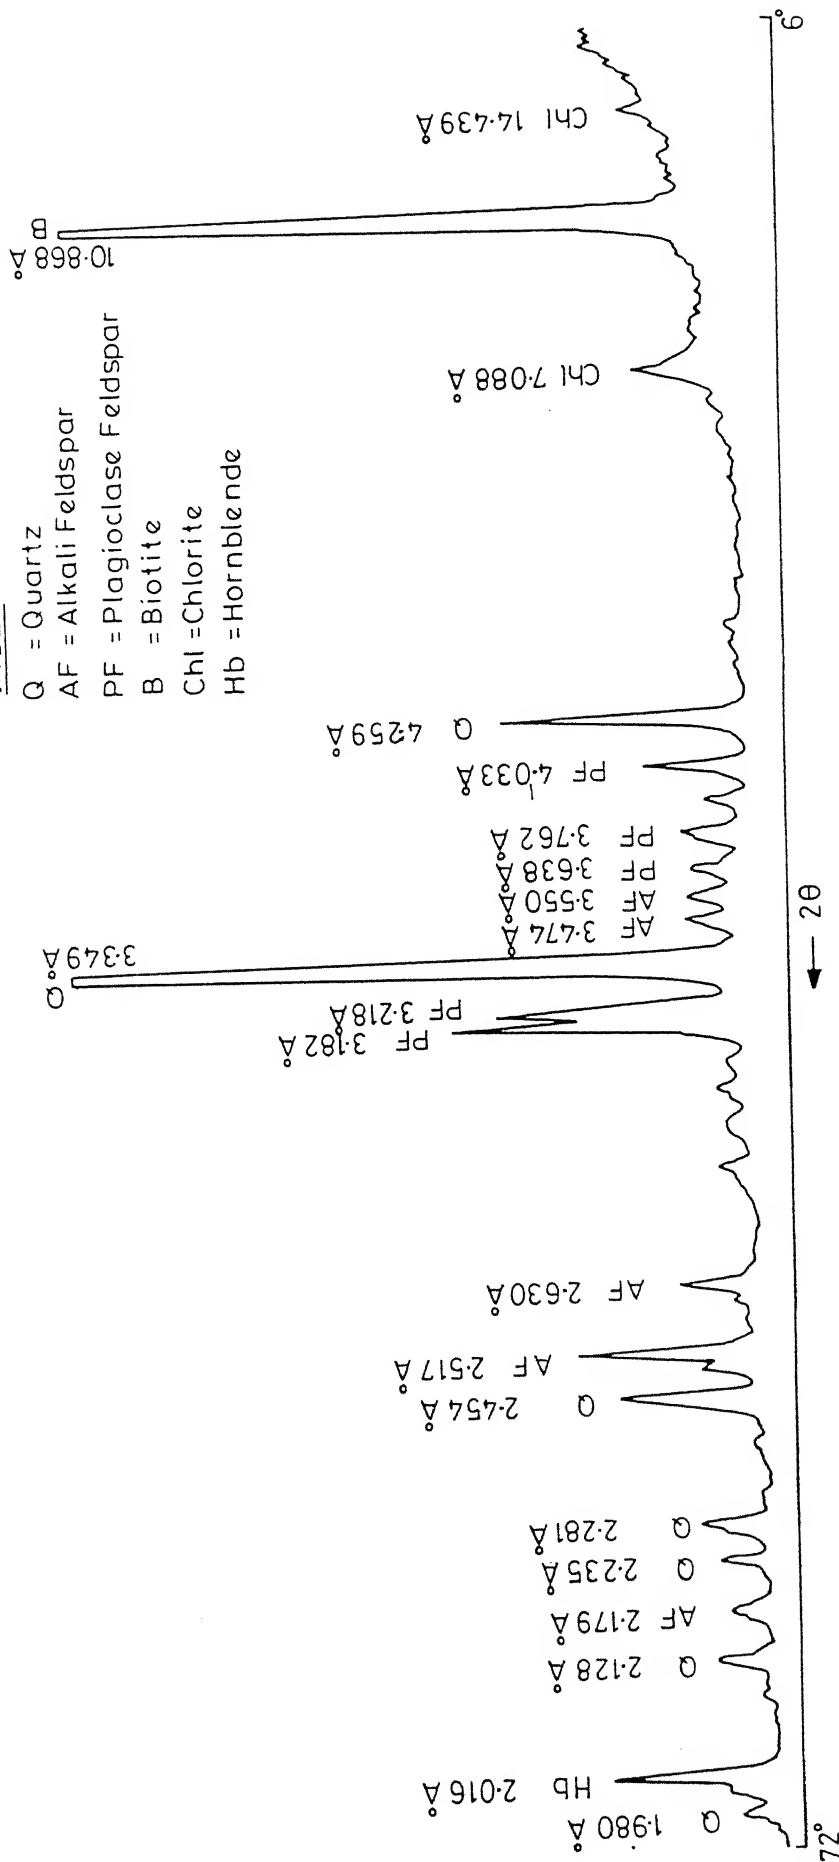 Q = Quartz
AF = Alkali Feldspar
PF = Plagioclase Feldspar
B = Biotite
Chl = Chlorite
Hb = Hornblende
Chl 14.439 Å
B
10.868 Å
Chl 7.088 Å
Q 4.259 Å
PF 4.033 Å
PF 3.762 Å
PF 3.638 Å
AF 3.550 Å
AF 3.474 Å
Q 3.349 Å
PF 3.218 Å
PF 3.182 Å
AF 2.630 Å
AF 2.517 Å
Q 2.454 Å
Q 2.281 Å
Q 2.235 Å
AF 2.179 Å
Q 2.128 Å
Hb 2.016 Å
Q 1.980 Å
2θ
72°